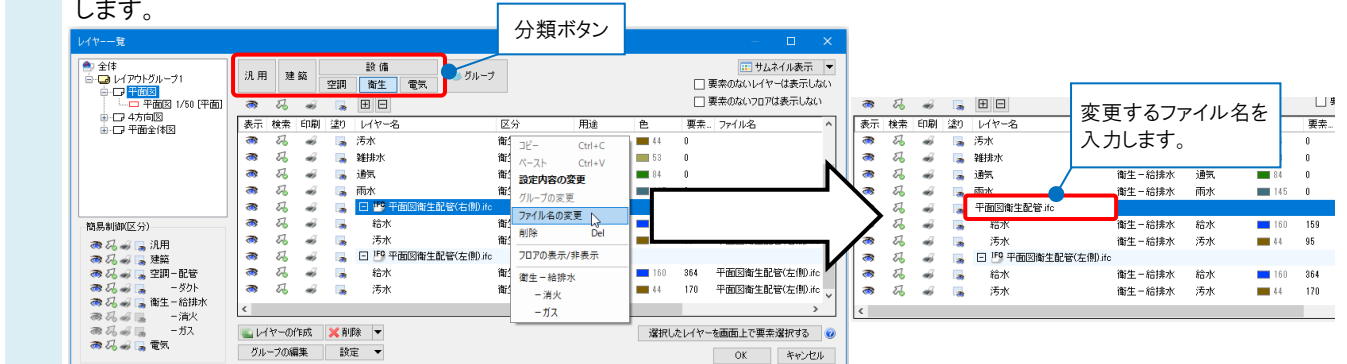 します。
分類ボタン
レイヤー一覧
全体
レイアウトグループ1
平面図
平面図 1/50 [平面]
4方向図
平面全体図
汎用
建築
設備
空調
衛生
電気
グループ
サムネイル表示
要素のないレイヤーは表示しない
要素のないフロアは表示しない
表示 検索 印刷 塗り レイヤー名 区分 用途 色 要素... ファイル名
汚水 44 0
雑排水 53 0
通気 84 0
雨水
IFC 平面図衛生配管(右側).ifc
給水
汚水
IFC 平面図衛生配管(左側).ifc
給水 160 364 平面図衛生配管(左側).ifc
汚水 44 170 平面図衛生配管(左側).ifc
コピー Ctrl+C
ペースト Ctrl+V
設定内容の変更
グループの変更
ファイル名の変更
削除 Del
フロアの表示/非表示
衛生-給排水
-消火
-ガス
簡易制御(区分)
汎用
建築
空調-配管
-ダクト
衛生-給排水
-消火
-ガス
電気
レイヤーの作成
削除
グループの編集
設定
選択したレイヤーを画面上で要素選択する
OK
キャンセル
変更するファイル名を
入力します。
表示 検索 印刷 塗り レイヤー名 要素...
汚水 0
雑排水 0
通気 衛生-給排水 通気 84 0
雨水 衛生-給排水 雨水 145 0
平面図衛生配管.ifc
給水 衛生-給排水 給水 160 159
汚水 衛生-給排水 汚水 44 95
IFC 平面図衛生配管(左側).ifc
給水 衛生-給排水 給水 160 364
汚水 衛生-給排水 汚水 44 170